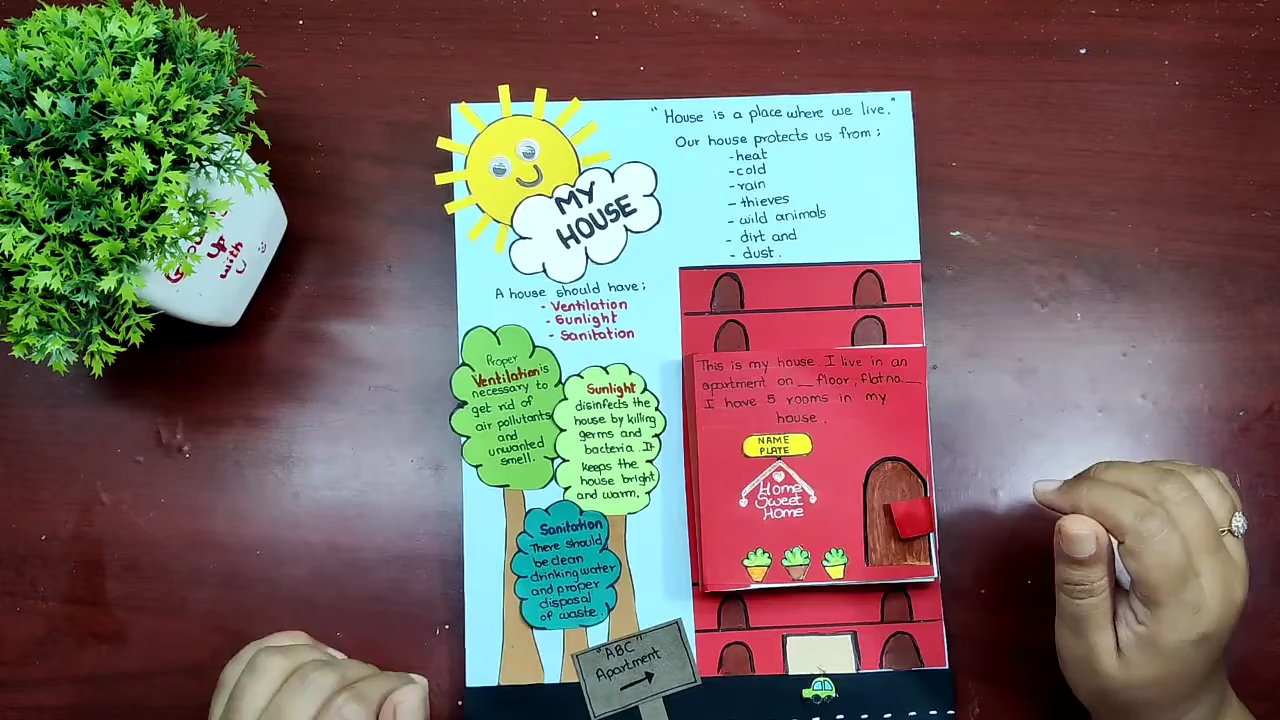 "House is a place where we live."
Our house protects us from:
- heat
- cold
- rain
- thieves
- wild animals
- dirt and
- dust.
MY
HOUSE
A house should have:
- Ventilation
- Sunlight
- Sanitation
Proper
Ventilation is
necessary to
get rid of
air pollutants
and
unwanted
smell.
Sunlight
disinfects the
house by killing
germs and
bacteria. It
keeps the
house bright
and warm.
Sanitation
There should
be clean
drinking water
and proper
disposal
of waste.
This is my house. I live in an
apartment on __ floor, flat no. __
I have 5 rooms in my
house.
NAME
PLATE
Home
Sweet
Home
"ABC"
Apartment
with